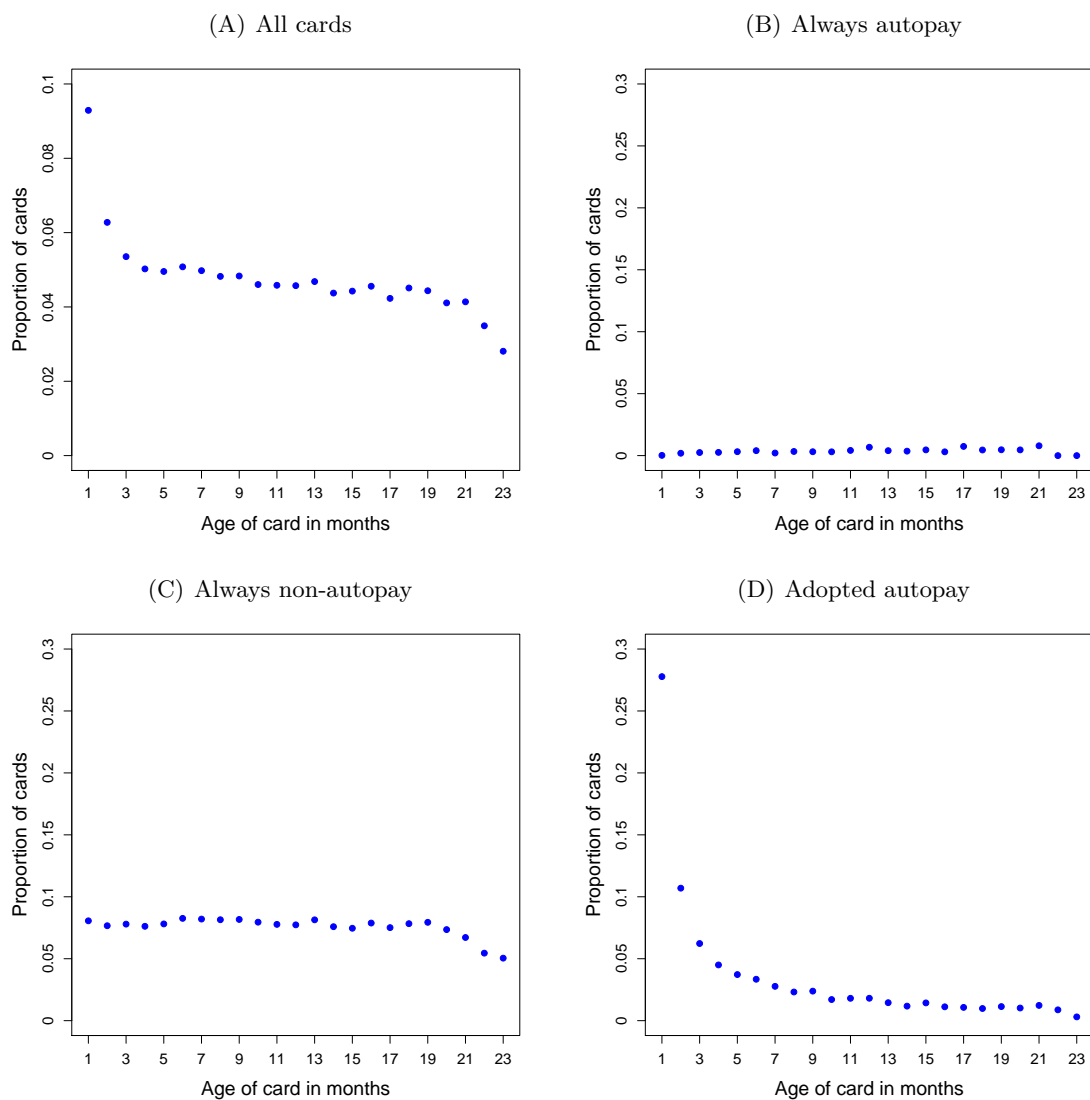 (A) All cards
Proportion of cards
0.1
0.08
0.06
0.04
0.02
0
1 3 5 7 9 11 13 15 17 19 21 23
Age of card in months
(B) Always autopay
Proportion of cards
0.3
0.25
0.2
0.15
0.1
0.05
0
1 3 5 7 9 11 13 15 17 19 21 23
Age of card in months
(C) Always non-autopay
Proportion of cards
0.3
0.25
0.2
0.15
0.1
0.05
0
1 3 5 7 9 11 13 15 17 19 21 23
Age of card in months
(D) Adopted autopay
Proportion of cards
0.3
0.25
0.2
0.15
0.1
0.05
0
1 3 5 7 9 11 13 15 17 19 21 23
Age of card in months